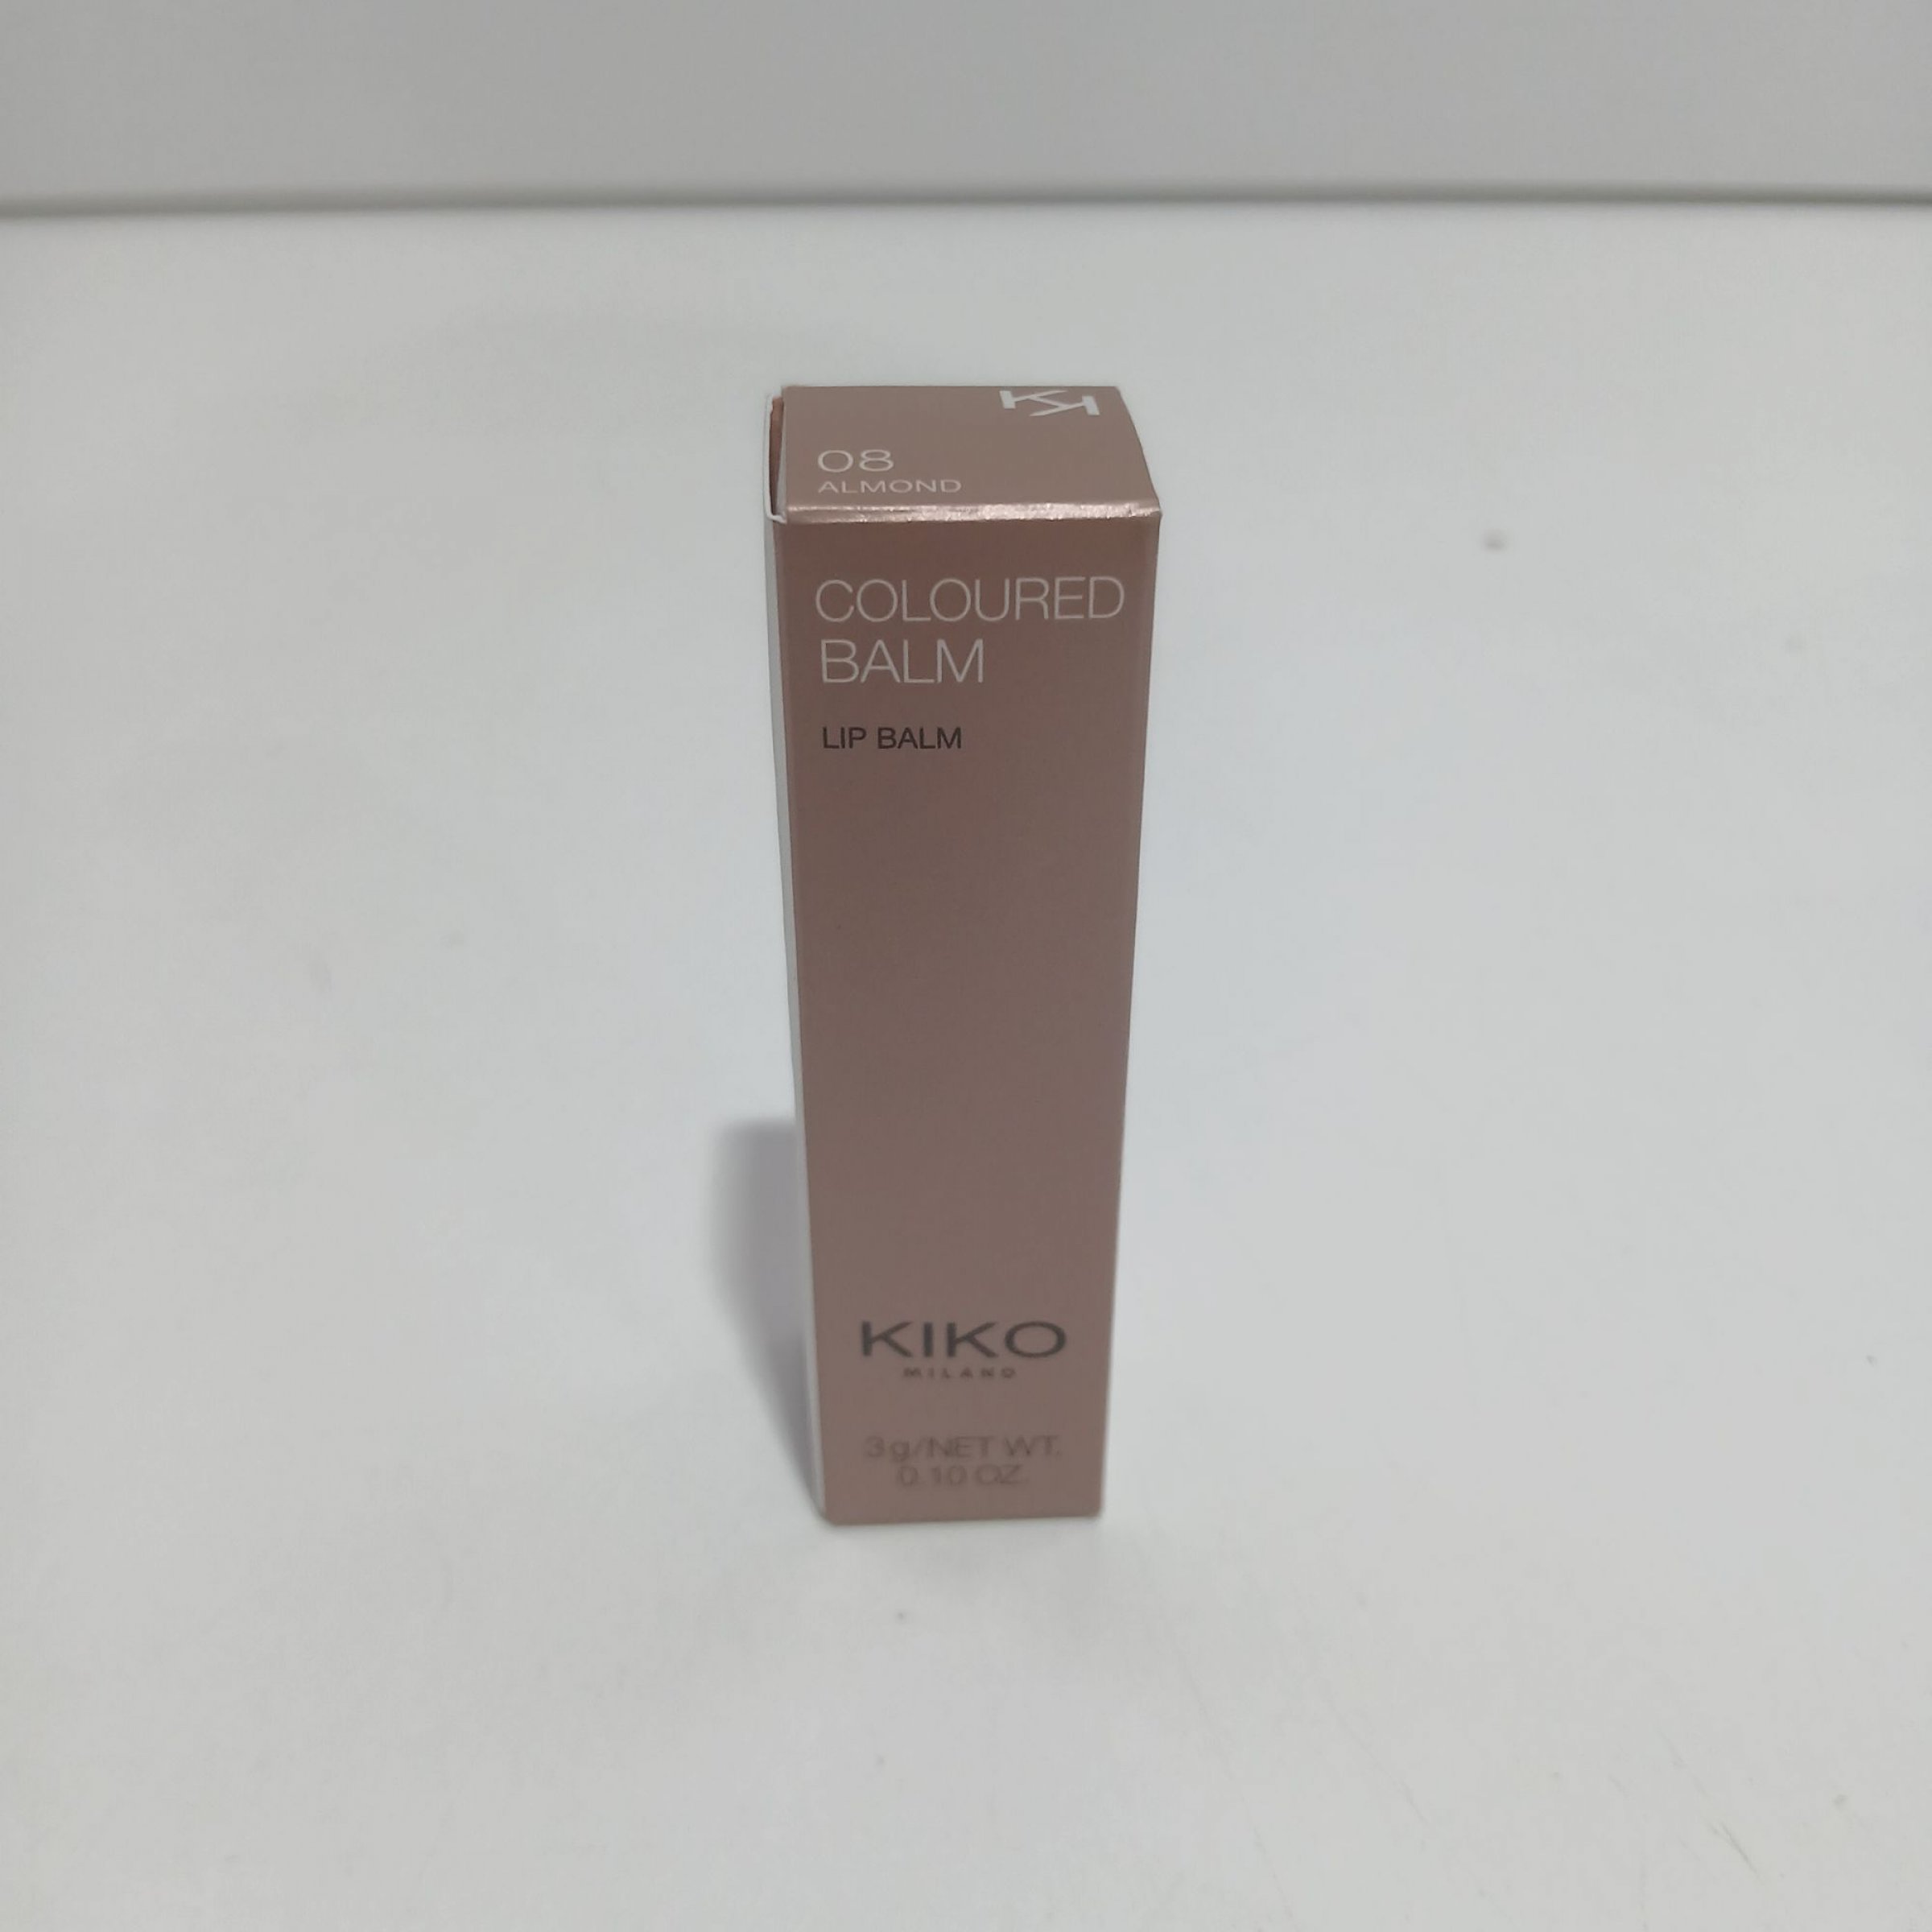 08
ALMOND
COLOURED
BALM
LIP BALM
KIKO
MILANO
3 g/NET WT.
0.10 OZ.